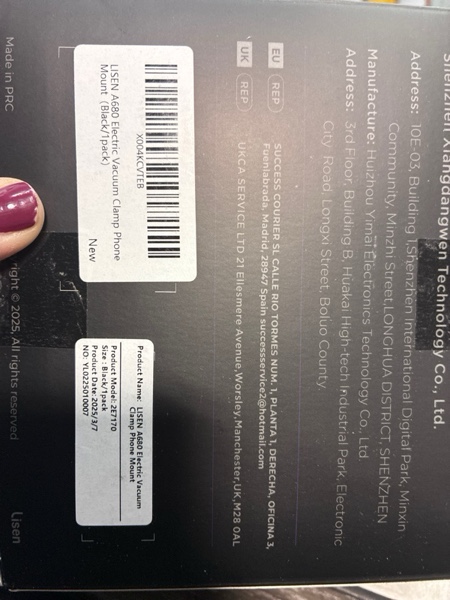 Shenzhen Xiangdangwen Technology Co., Ltd.
Address: 10E-03, Building 1,Shenzhen International Digital Park, Minxin
Community, Minzhi Street,LONGHUA DISTRICT, SHENZHEN
Manufacture: Huizhou Yimai Electronics Technology Co., Ltd
Address: 3rd Floor, Building B, Huakai High-tech Industrial Park, Electronic
City Road, Longxi Street, Boluo County
EU REP SUCCESS COURIER SL CALLE RIO TORMES NUM. 1, PLANTA 1, DERECHA, OFICINA 3,
Fuenlabrada, Madrid, 28947 Spain successservice2@hotmail.com
UK REP UKCA SERVICE LTD 21 Ellesmere Avenue,Worsley,Manchester,UK,M28 0AL
X004KCVTEB
LISEN A680 Electric Vacuum Clamp Phone
Mount (Black/1pack)
New
Product Name: LISEN A680 Electric Vacuum
Clamp Phone Mount
Product Model: 2E7170
Size : Black/1pack
Product Date:2025/3/7
NO: YL0225010007
Made in PRC
right © 2025, All rights reserved
Lisen